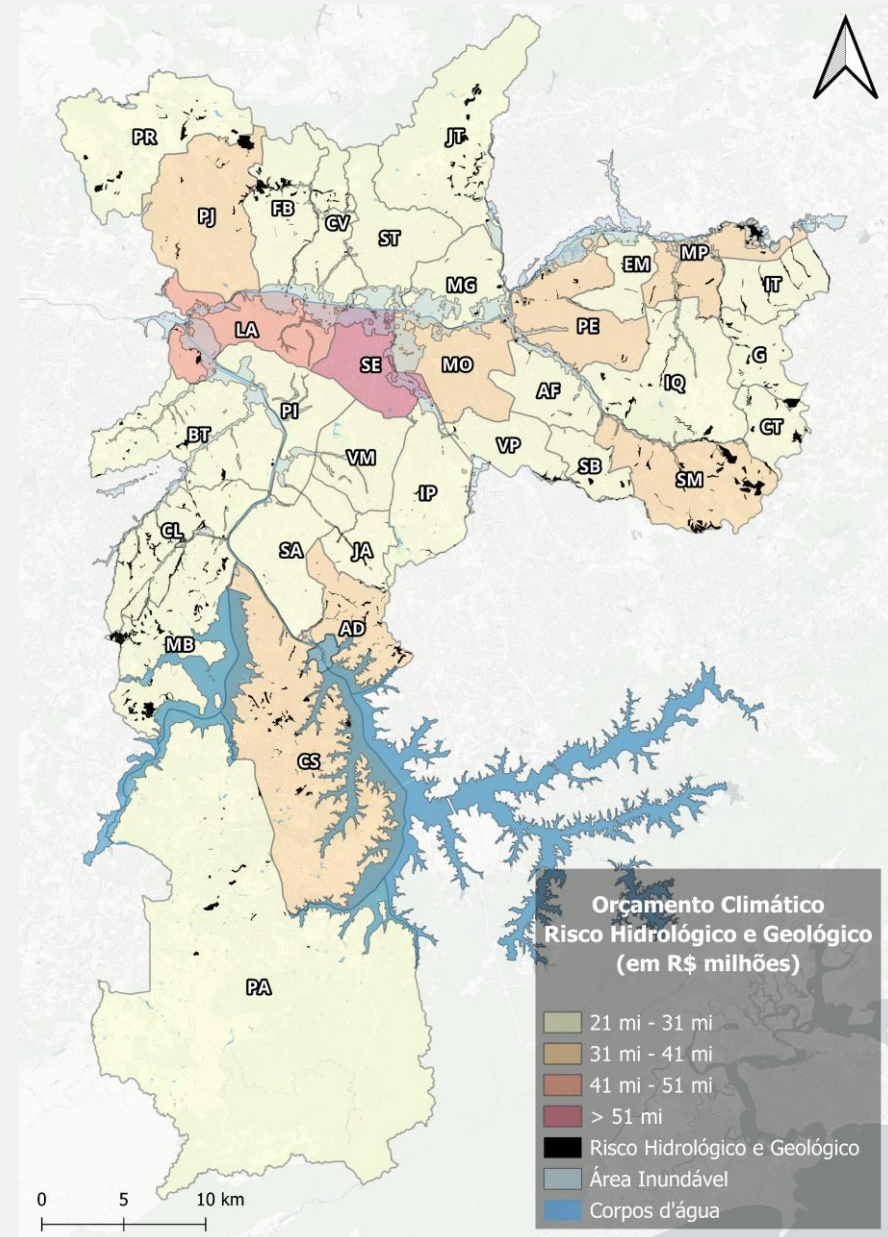 PR
JT
PJ
FB
CV
ST
MG
EM
MP
IT
LA
SE
MO
PE
G
IQ
AF
CT
PI
BT
VM
VP
SB
SM
IP
CL
SA
JA
AD
MB
CS
PA
Orçamento Climático
Risco Hidrológico e Geológico
(em R$ milhões)
21 mi - 31 mi
31 mi - 41 mi
41 mi - 51 mi
> 51 mi
Risco Hidrológico e Geológico
Área Inundável
Corpos d'água
0 5 10 km